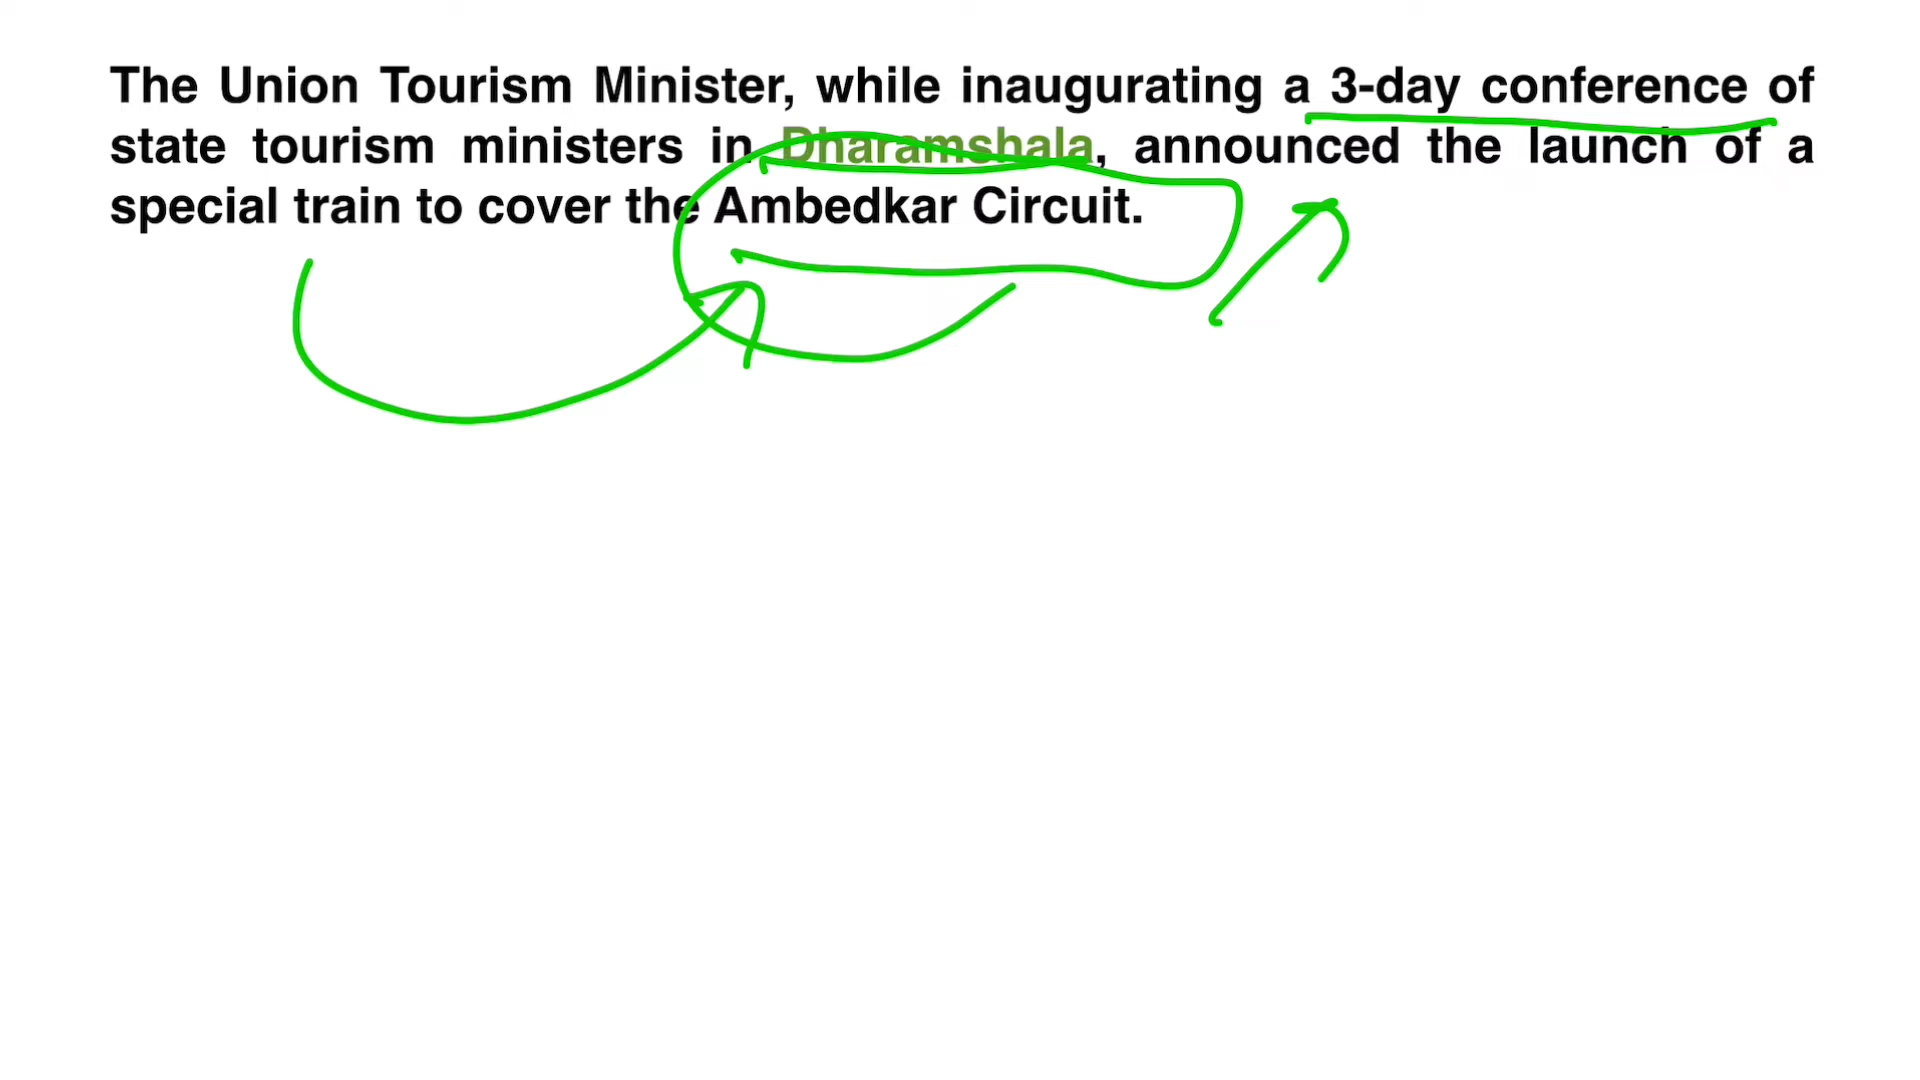 The Union Tourism Minister, while inaugurating a 3-day conference of
state tourism ministers in Dharamshala, announced the launch of a
special train to cover the Ambedkar Circuit.